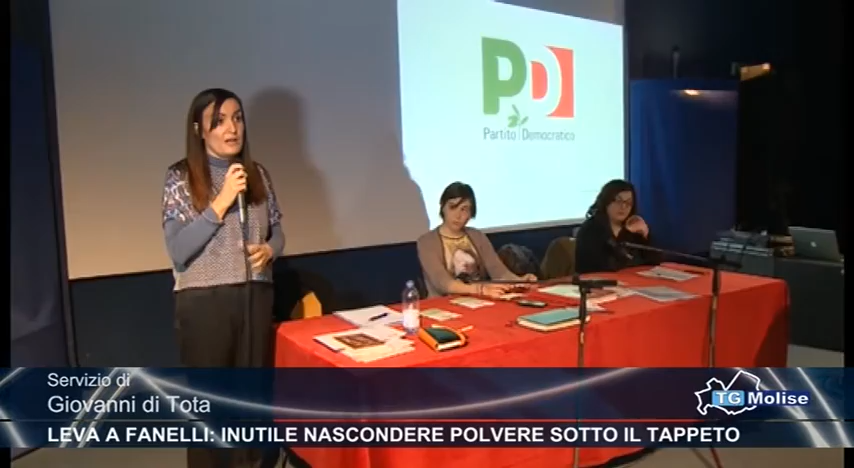 PD
Partito Democratico
Servizio di
Giovanni di Tota
TG Molise
LEVA A FANELLI: INUTILE NASCONDERE POLVERE SOTTO IL TAPPETO